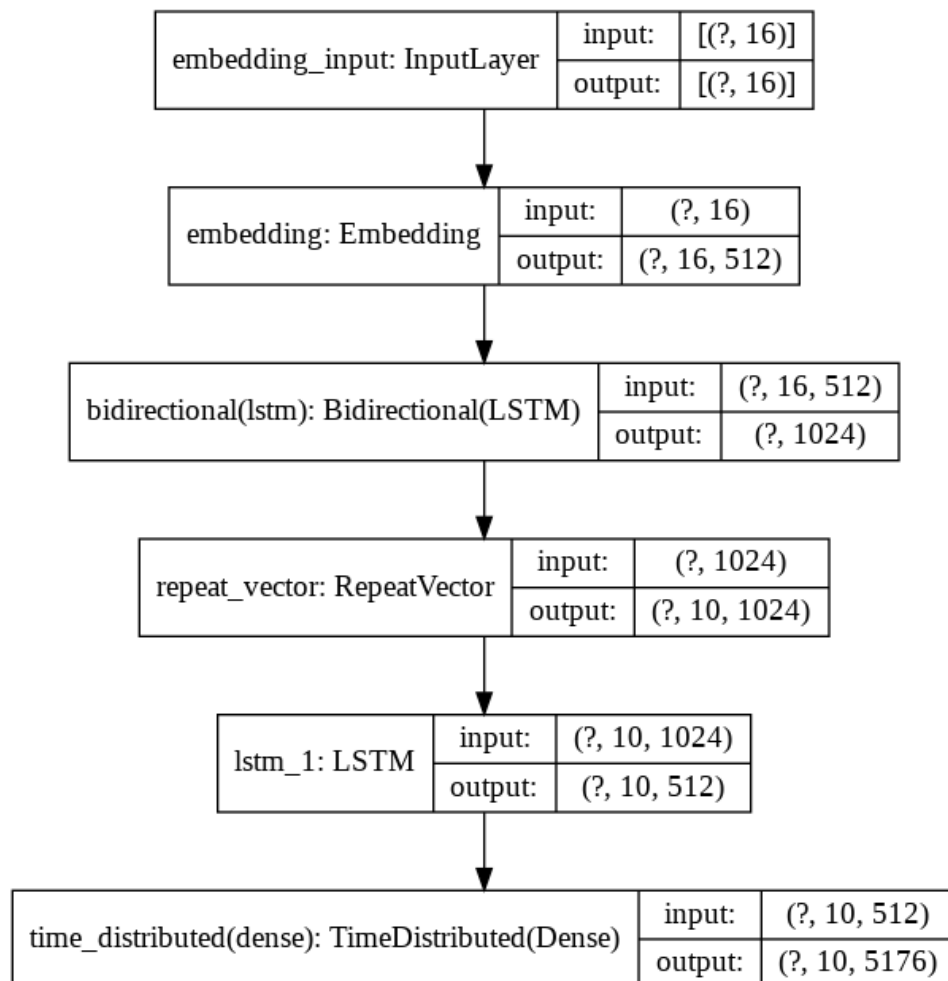 embedding_input: InputLayer
input: [(?, 16)]
output: [(?, 16)]
embedding: Embedding
input: (?, 16)
output: (?, 16, 512)
bidirectional(lstm): Bidirectional(LSTM)
input: (?, 16, 512)
output: (?, 1024)
repeat_vector: RepeatVector
input: (?, 1024)
output: (?, 10, 1024)
lstm_1: LSTM
input: (?, 10, 1024)
output: (?, 10, 512)
time_distributed(dense): TimeDistributed(Dense)
input: (?, 10, 512)
output: (?, 10, 5176)